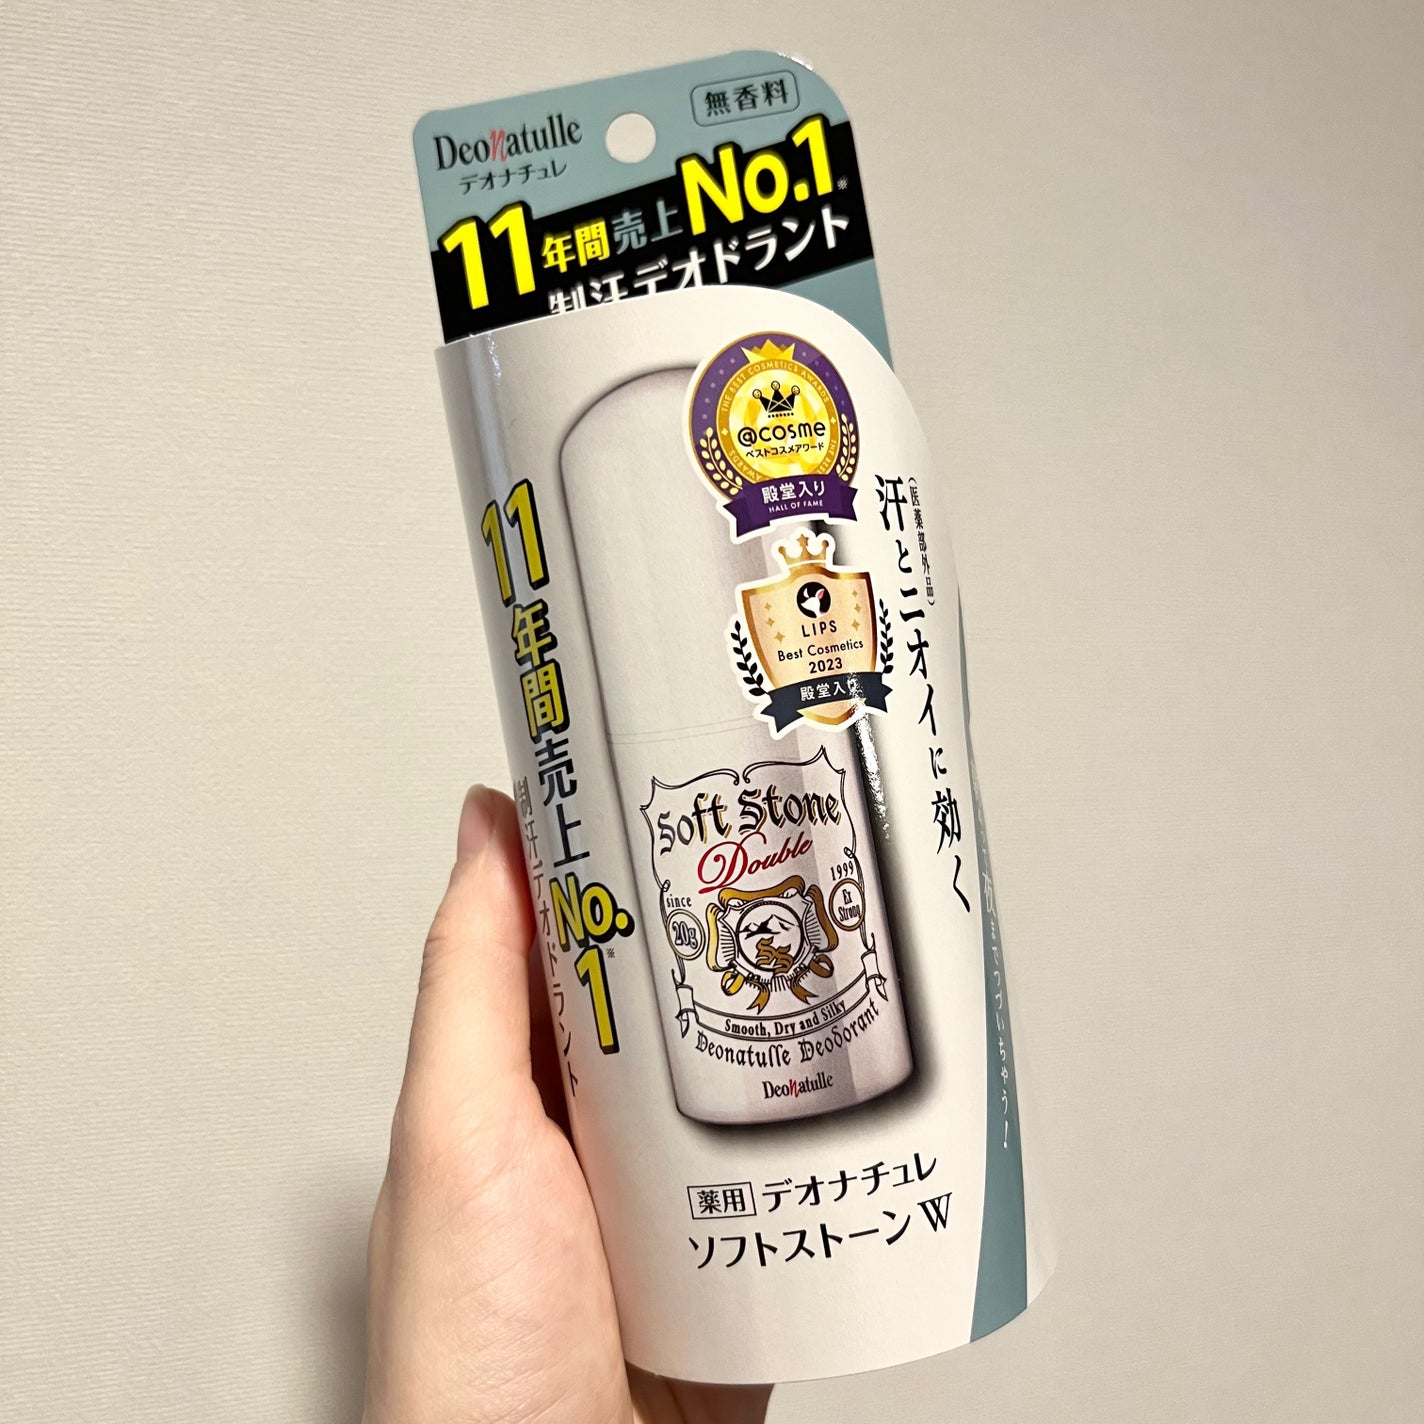 Deonatulle
デオナチュレ
無香料
11年間売上No.1※
制汗デオドラント
THE BEST COSMETICS AWARDS
@cosme
ベストコスメアワード
殿堂入り
HALL OF FAME
LIPS
Best Cosmetics
2023
殿堂入り
(医薬部外品)
汗とニオイに効く
11年間売上No.1※
制汗デオドラント
Soft Stone
Double
since
1999
20g
Ex
Strong
SS
Smooth, Dry and Silky
Deonatulle Deodorant
Deonatulle
薬用 デオナチュレ
ソフトストーンW